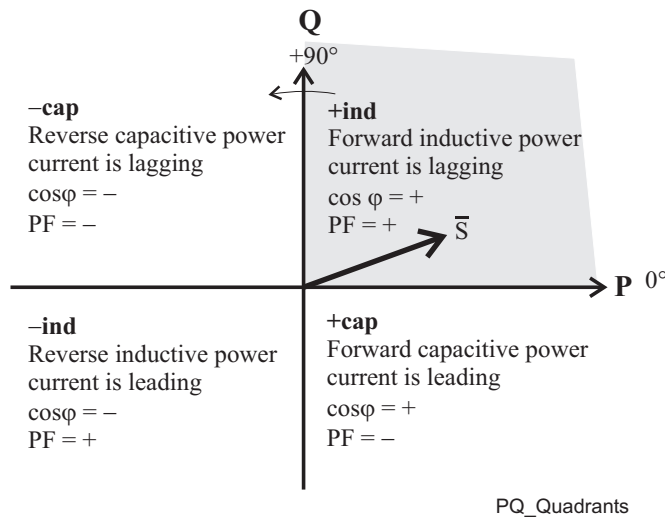 Q
+90°
–cap
Reverse capacitive power
current is lagging
cosφ = –
PF = –
+ind
Forward inductive power
current is lagging
cos φ = +
PF = +
S̅
P 0°
–ind
Reverse inductive power
current is leading
cosφ = –
PF = +
+cap
Forward capacitive power
current is leading
cosφ = +
PF = –
PQ_Quadrants